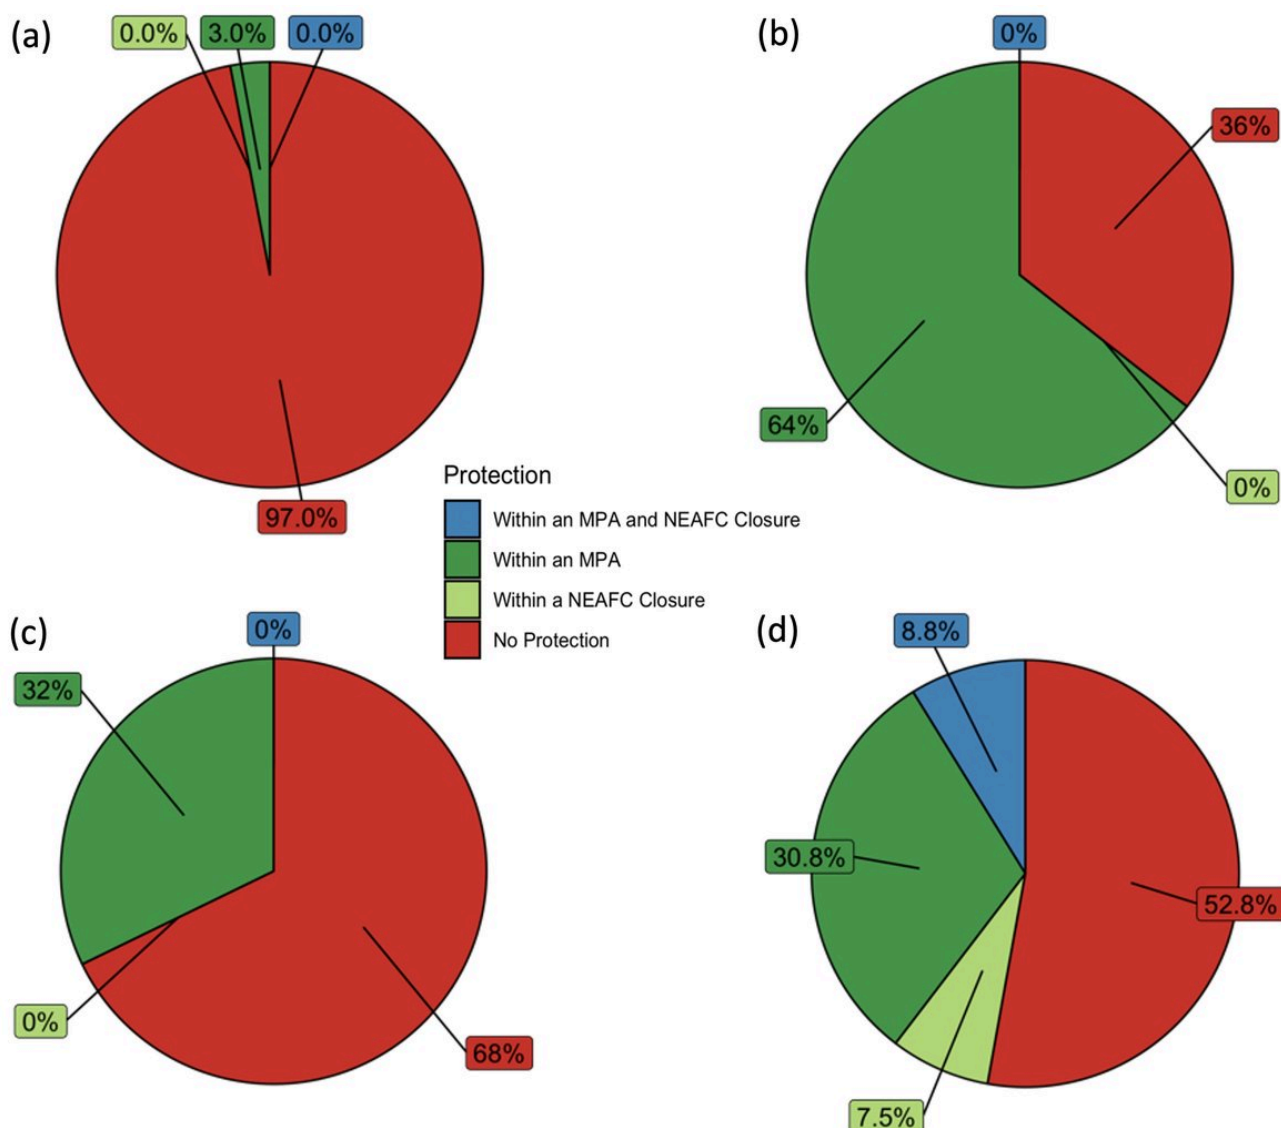 (a)
0.0%
3.0%
0.0%
97.0%
(b)
0%
36%
64%
0%
Protection
Within an MPA and NEAFC Closure
Within an MPA
Within a NEAFC Closure
No Protection
(c)
0%
32%
0%
68%
(d)
8.8%
30.8%
52.8%
7.5%